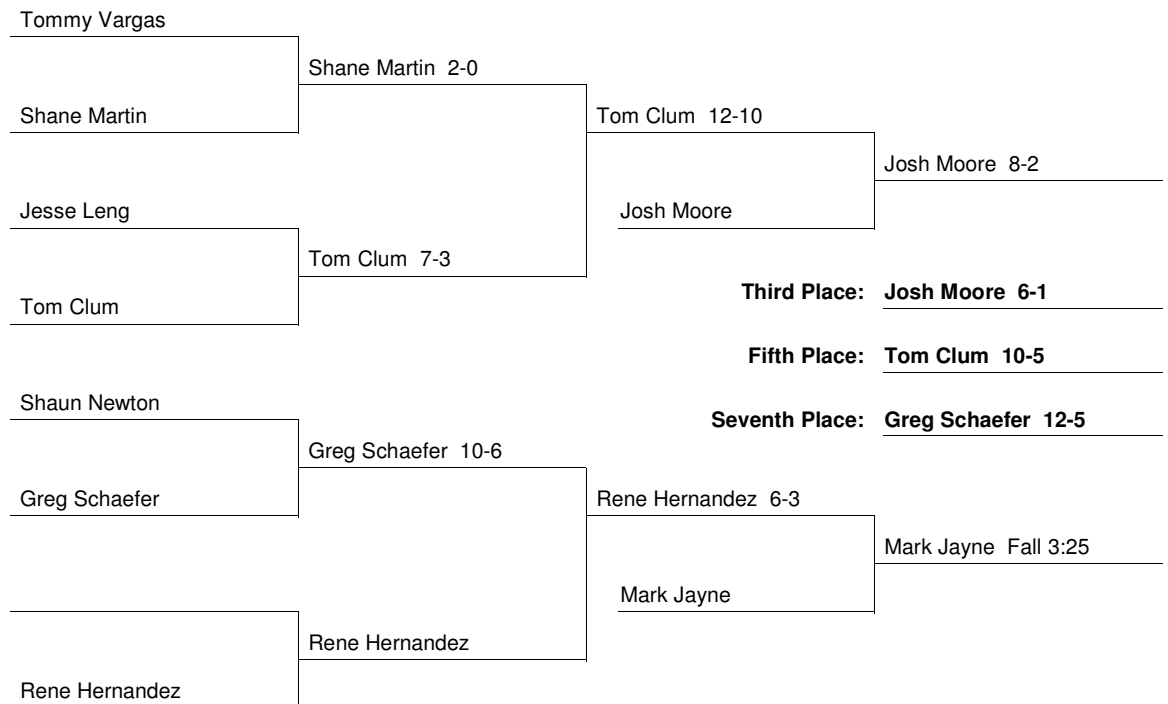 Tommy Vargas
Shane Martin 2-0
Shane Martin
Tom Clum 12-10
Josh Moore 8-2
Jesse Leng
Josh Moore
Tom Clum 7-3
Third Place: Josh Moore 6-1
Tom Clum
Fifth Place: Tom Clum 10-5
Shaun Newton
Seventh Place: Greg Schaefer 12-5
Greg Schaefer 10-6
Greg Schaefer
Rene Hernandez 6-3
Mark Jayne Fall 3:25
Mark Jayne
Rene Hernandez
Rene Hernandez